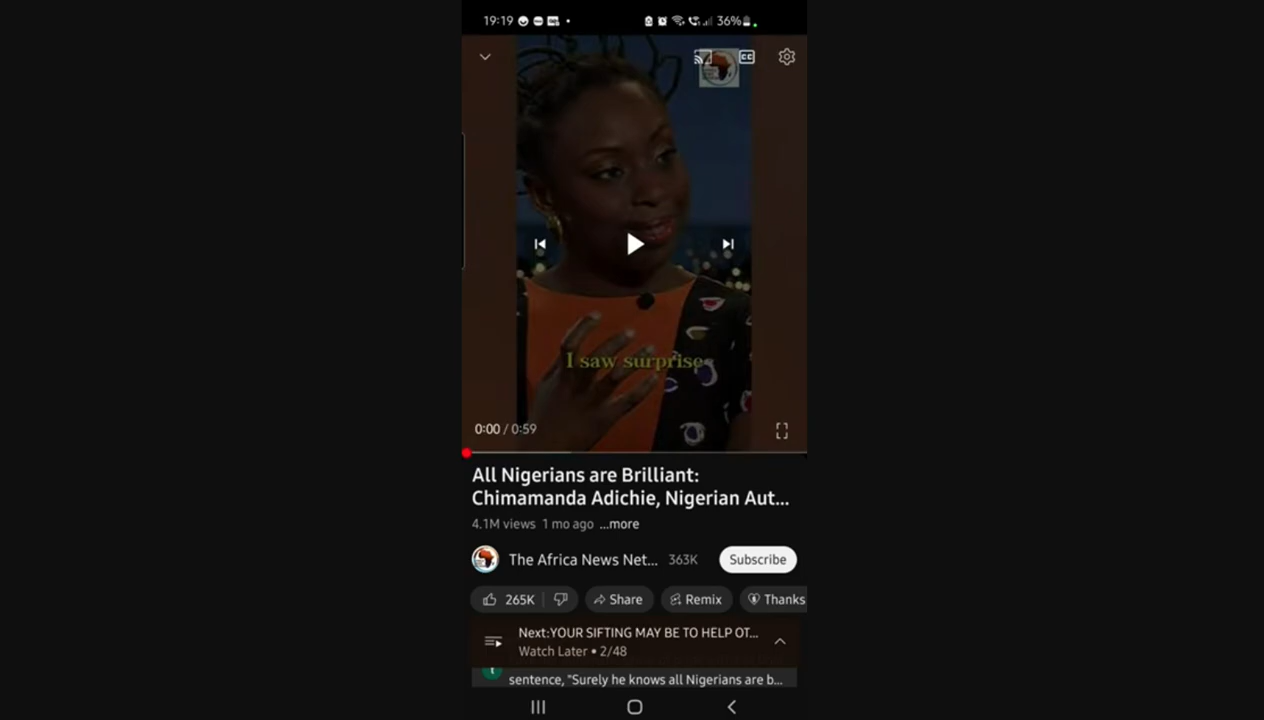 19:19
36%
CC
I saw surprise
0:00 / 0:59
All Nigerians are Brilliant:
Chimamanda Adichie, Nigerian Aut...
4.1M views 1 mo ago ...more
The Africa News Net... 363K
Subscribe
265K
Share
Remix
Thanks
Next:YOUR SIFTING MAY BE TO HELP OT...
Watch Later • 2/48
sentence, "Surely he knows all Nigerians are b...